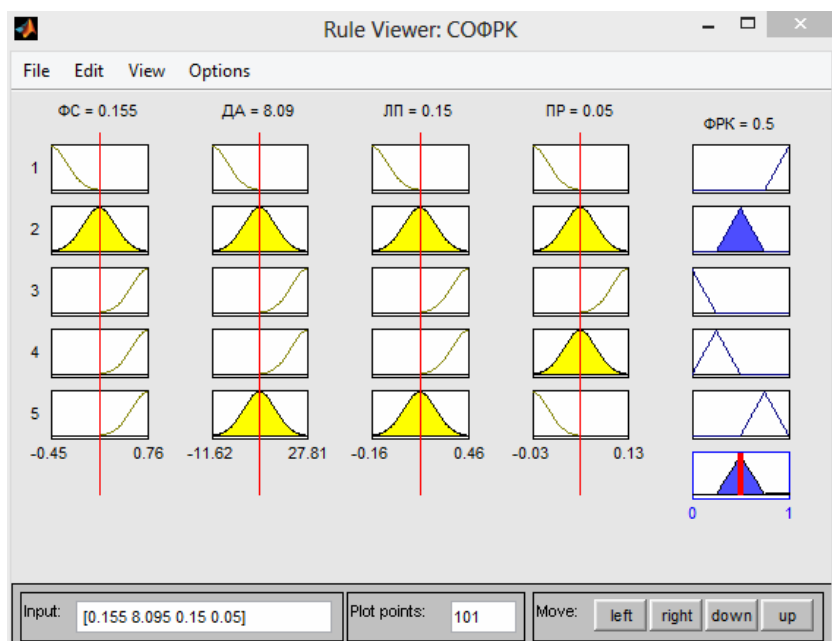 Rule Viewer: СОФРК
File Edit View Options
ФС = 0.155 ДА = 8.09 ЛП = 0.15 ПР = 0.05 ФРК = 0.5
1
2
3
4
5
-0.45 0.76 -11.62 27.81 -0.16 0.46 -0.03 0.13
0 1
Input: [0.155 8.095 0.15 0.05] Plot points: 101 Move: left right down up